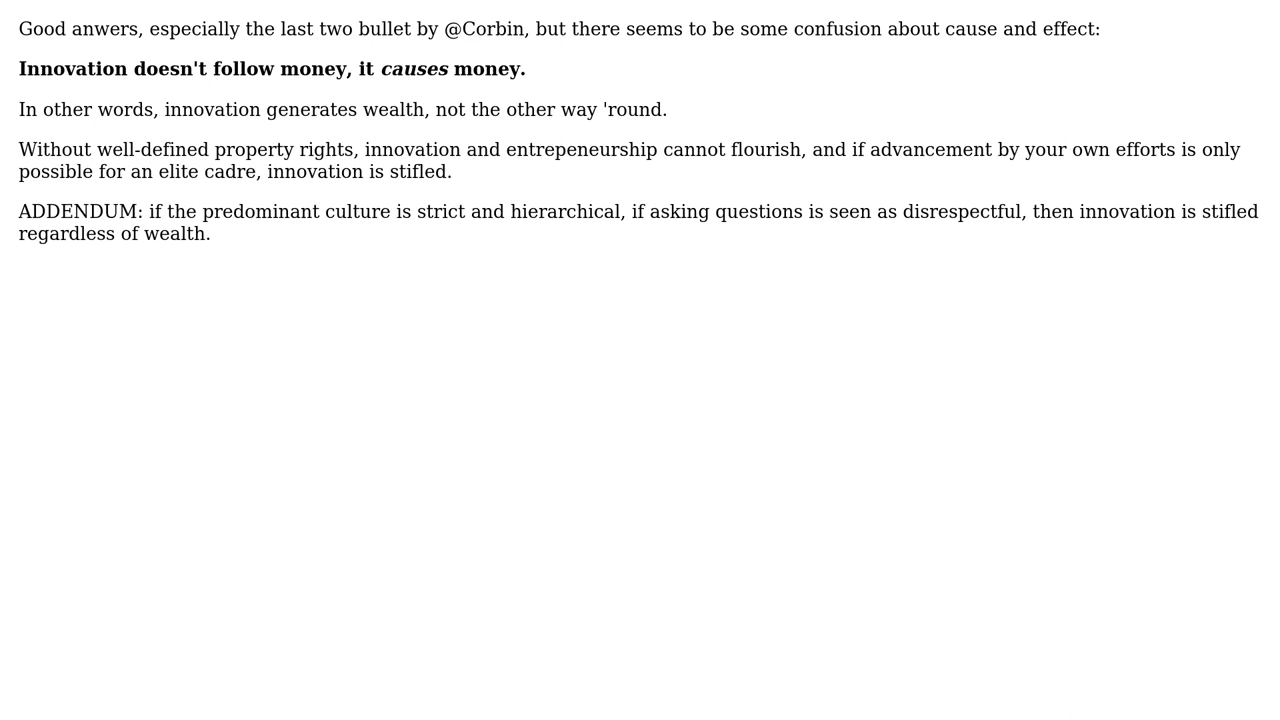 Good anwers, especially the last two bullet by @Corbin, but there seems to be some confusion about cause and effect:
Innovation doesn't follow money, it causes money.
In other words, innovation generates wealth, not the other way 'round.
Without well-defined property rights, innovation and entrepeneurship cannot flourish, and if advancement by your own efforts is only
possible for an elite cadre, innovation is stifled.
ADDENDUM: if the predominant culture is strict and hierarchical, if asking questions is seen as disrespectful, then innovation is stifled
regardless of wealth.